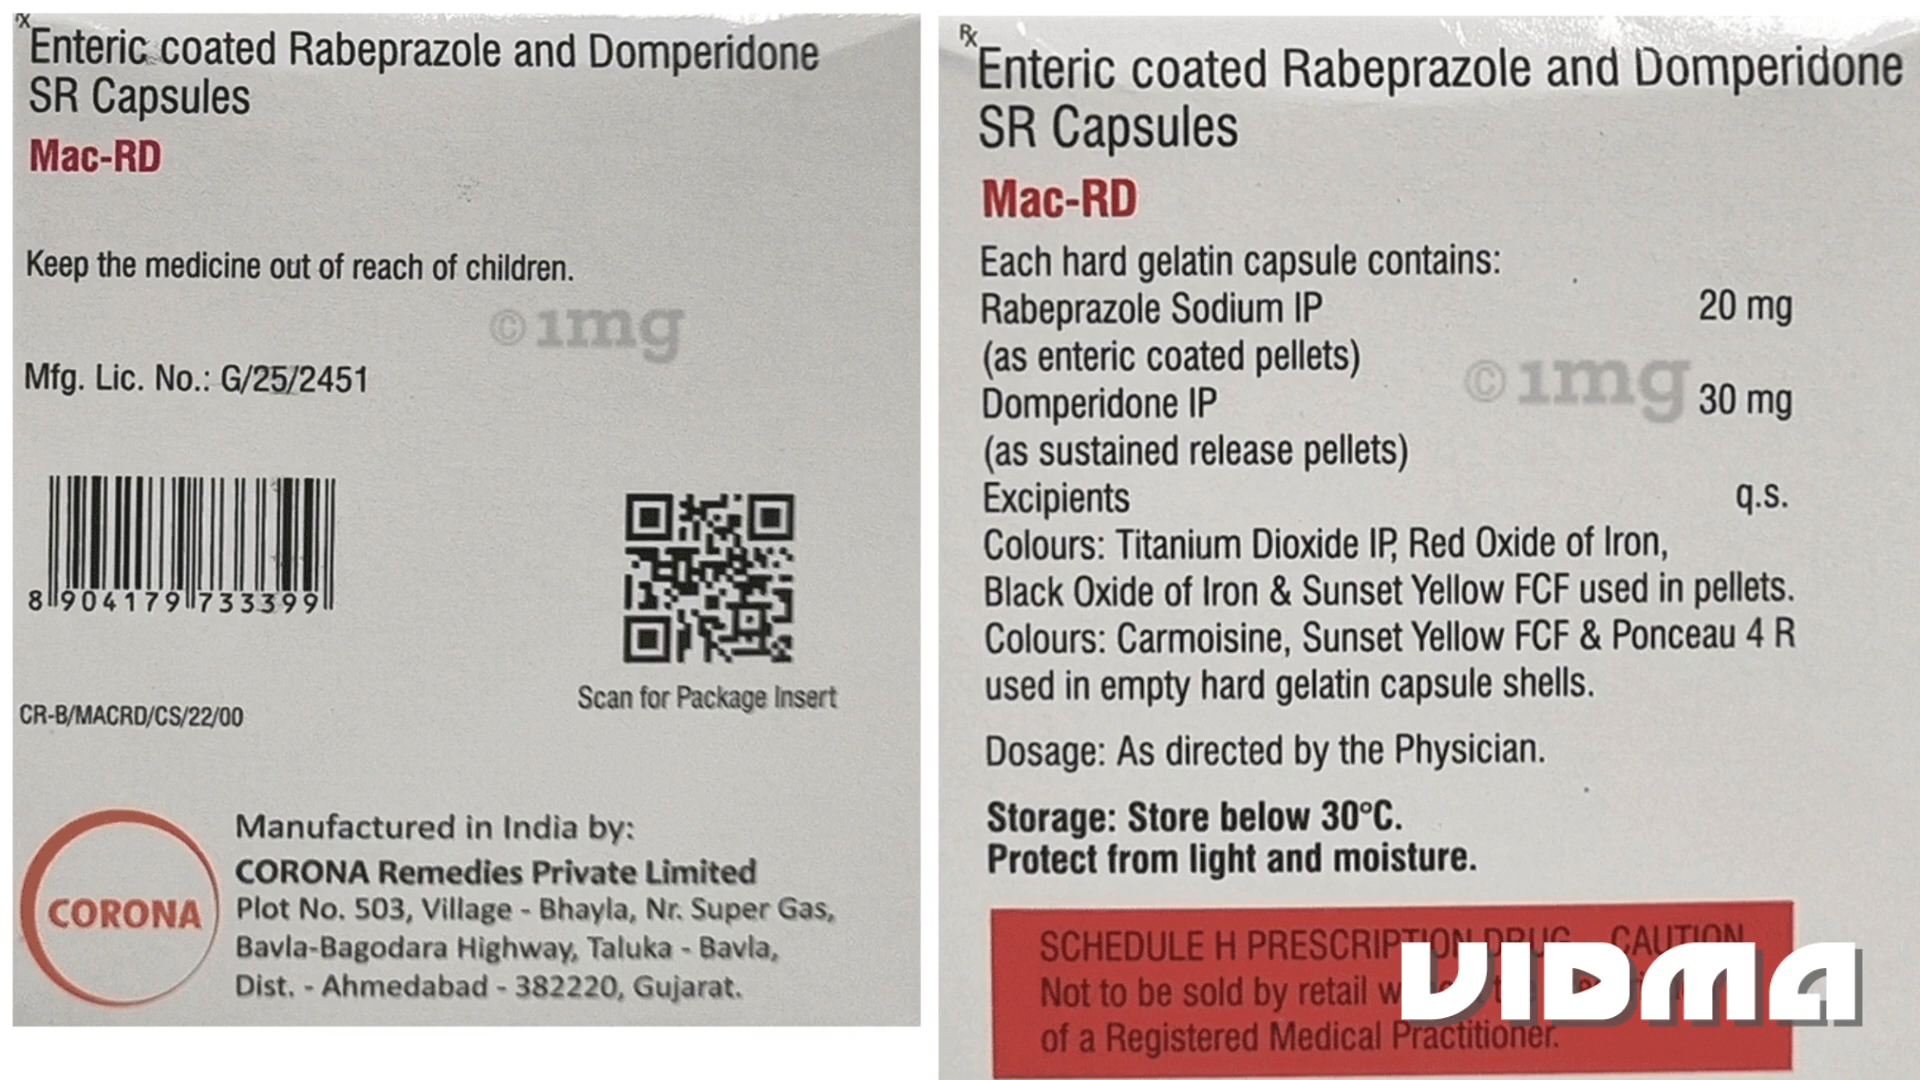 Rx
Enteric coated Rabeprazole and Domperidone
SR Capsules
Mac-RD
Keep the medicine out of reach of children.
©1mg
Mfg. Lic. No.: G/25/2451
8 904179 733399
Scan for Package Insert
CR-B/MACRD/CS/22/00
CORONA
Manufactured in India by:
CORONA Remedies Private Limited
Plot No. 503, Village - Bhayla, Nr. Super Gas,
Bavla-Bagodara Highway, Taluka - Bavla,
Dist. - Ahmedabad - 382220, Gujarat.
Rx
Enteric coated Rabeprazole and Domperidone
SR Capsules
Mac-RD
Each hard gelatin capsule contains:
Rabeprazole Sodium IP 20 mg
(as enteric coated pellets)
©1mg
Domperidone IP 30 mg
(as sustained release pellets)
Excipients q.s.
Colours: Titanium Dioxide IP, Red Oxide of Iron,
Black Oxide of Iron & Sunset Yellow FCF used in pellets.
Colours: Carmoisine, Sunset Yellow FCF & Ponceau 4 R
used in empty hard gelatin capsule shells.
Dosage: As directed by the Physician.
Storage: Store below 30°C.
Protect from light and moisture.
SCHEDULE H PRESCRIPTION DRUG - CAUTION
Not to be sold by retail
of a Registered Medical Practitioner.
VIDMA